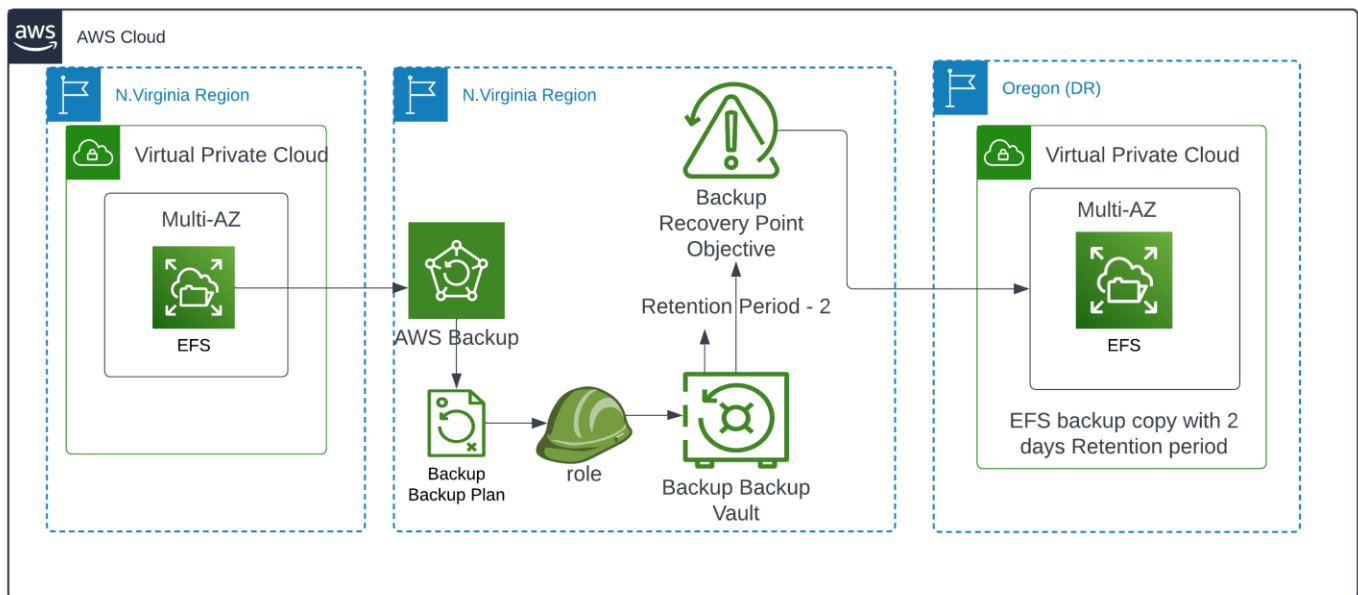 aws
AWS Cloud
N.Virginia Region
Virtual Private Cloud
Multi-AZ
EFS
N.Virginia Region
Backup
Recovery Point
Objective
Retention Period - 2
AWS Backup
Backup
Backup Plan
role
Backup Backup
Vault
Oregon (DR)
Virtual Private Cloud
Multi-AZ
EFS
EFS backup copy with 2
days Retention period